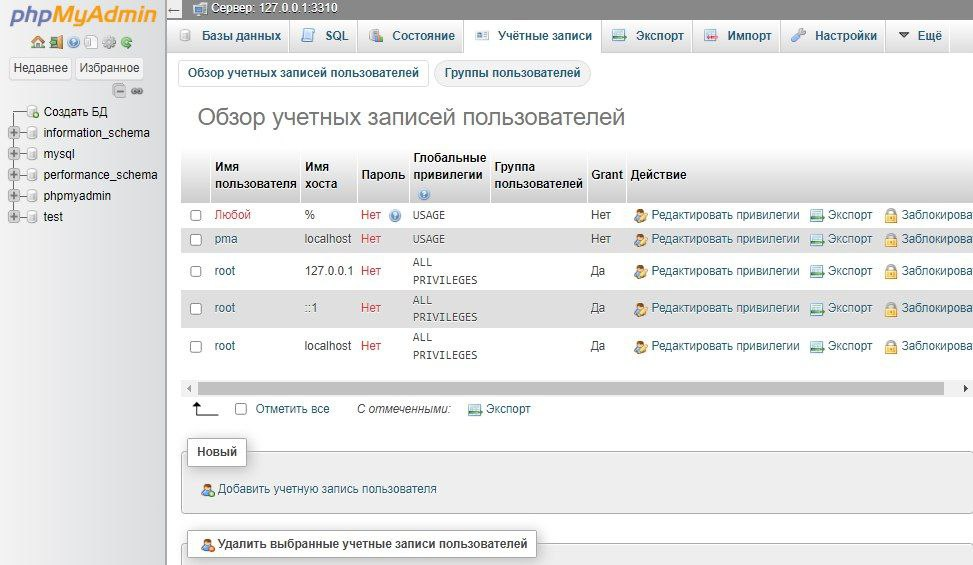 phpMyAdmin
Недавнее Избранное
Создать БД
information_schema
mysql
performance_schema
phpmyadmin
test
Сервер: 127.0.0.1:3310
Базы данных SQL Состояние Учётные записи Экспорт Импорт Настройки Ещё
Обзор учетных записей пользователей Группы пользователей
Обзор учетных записей пользователей
Имя пользователя Имя хоста Пароль Глобальные привилегии Группа пользователей Grant Действие
Любой % Нет USAGE Нет Редактировать привилегии Экспорт Заблокирова
pma localhost Нет USAGE Нет Редактировать привилегии Экспорт Заблокирова
root 127.0.0.1 Нет ALL PRIVILEGES Да Редактировать привилегии Экспорт Заблокирова
root ::1 Нет ALL PRIVILEGES Да Редактировать привилегии Экспорт Заблокирова
root localhost Нет ALL PRIVILEGES Да Редактировать привилегии Экспорт Заблокирова
Отметить все С отмеченными: Экспорт
Новый
Добавить учетную запись пользователя
Удалить выбранные учетные записи пользователей